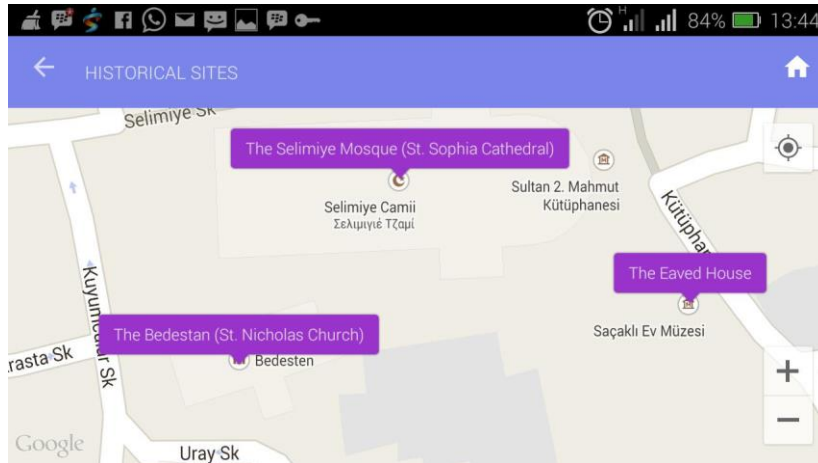 84% 13:44
HISTORICAL SITES
Selimiye Sk
The Selimiye Mosque (St. Sophia Cathedral)
Selimiye Camii
Σελιμιγιέ Τζαμί
Sultan 2. Mahmut
Kütüphanesi
Kütüphan
The Eaved House
Saçaklı Ev Müzesi
Kuyumcular Sk
The Bedestan (St. Nicholas Church)
Bedesten
rasta Sk
Google
Uray Sk